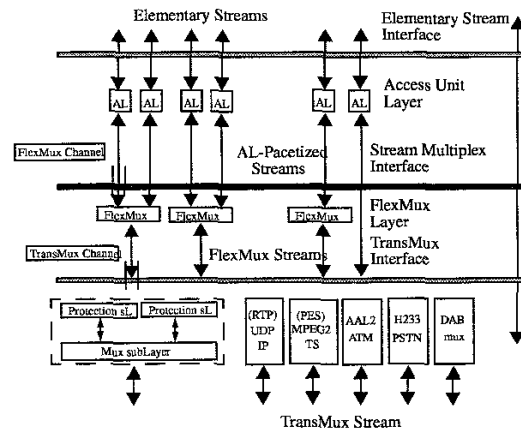 Elementary Streams
Elementary Stream
Interface
AL
AL
AL
AL
AL
AL
Access Unit
Layer
FlexMux Channel
AL-Pacetized
Streams
Stream Multiplex
Interface
FlexMux
FlexMux
FlexMux
FlexMux
Layer
TransMux Channel
FlexMux Streams
TransMux
Interface
Protection sL
Protection sL
Mux subLayer
(RTP)
UDP
IP
(PES)
MPEG2
TS
AAL2
ATM
H233
PSTN
DAB
mux
TransMux Stream